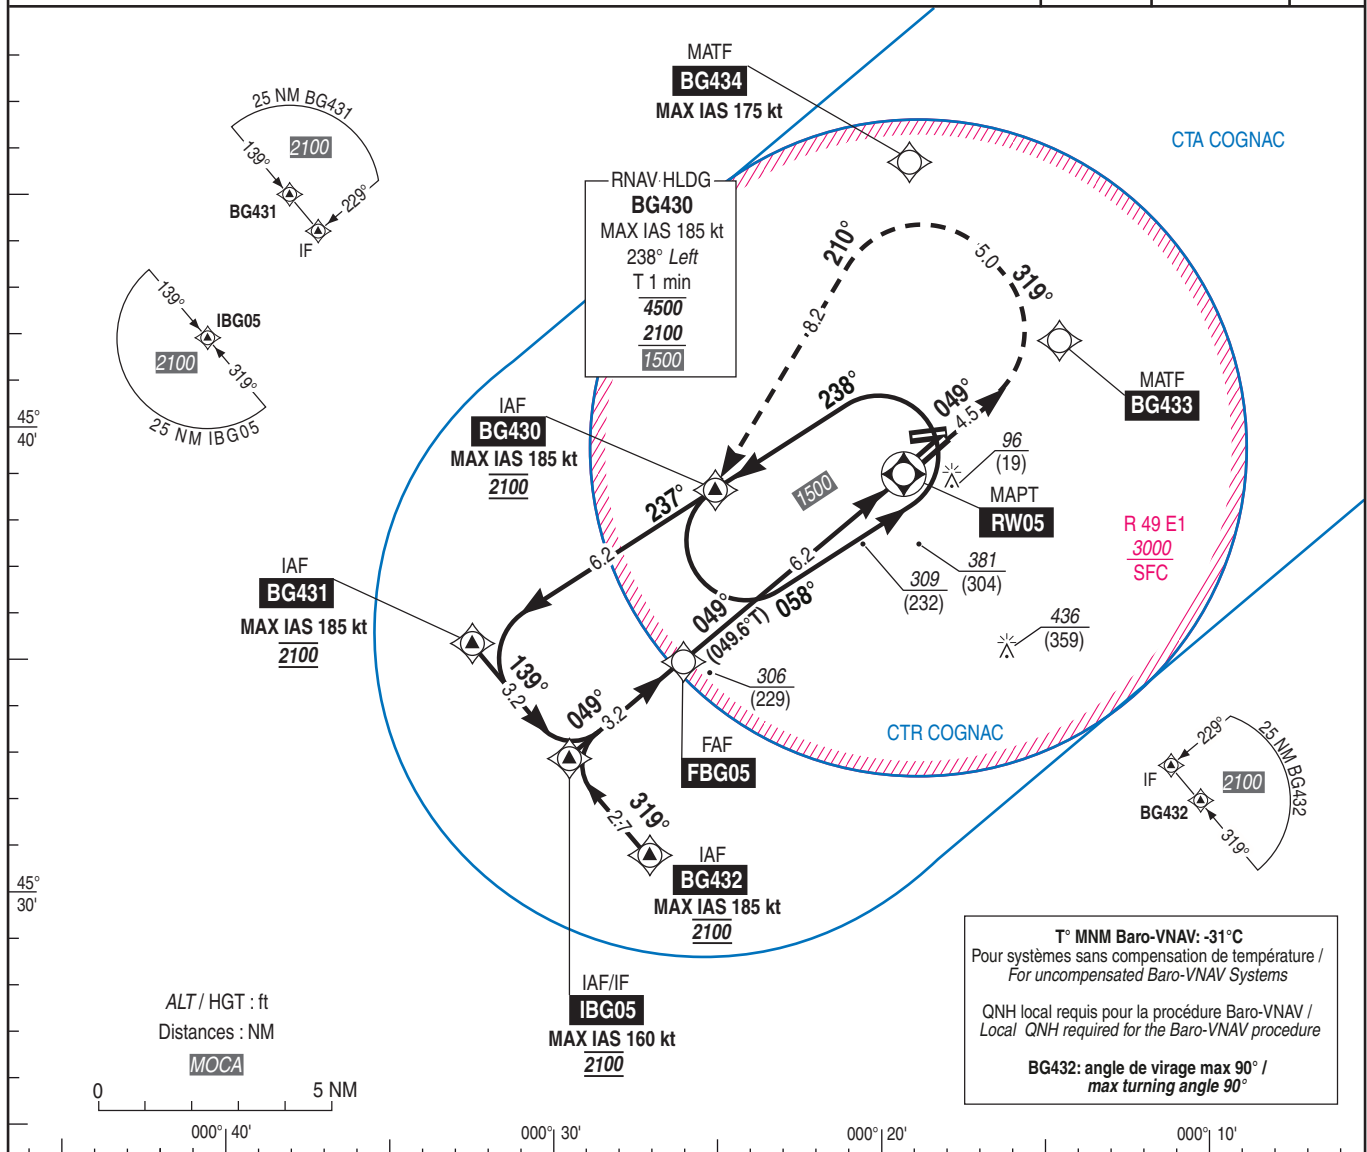 MATF
BG434
MAX IAS 175 kt
CTA COGNAC
25 NM BG431
2100
139°
229°
BG431
IF
RNAV HLDG
BG430
MAX IAS 185 kt
238° Left
T 1 min
4500
2100
1500
210°
5.0
319°
8.2
139°
IBG05
2100
319°
25 NM IBG05
MATF
BG433
45°
40'
IAF
BG430
MAX IAS 185 kt
2100
238°
049°
4.5
96
(19)
MAPT
RW05
1500
237°
6.2
R 49 E1
3000
SFC
IAF
BG431
MAX IAS 185 kt
2100
6.2
309
(232)
381
(304)
049°
(049.6°T)
058°
436
(359)
139°
3.2
049°
3.2
306
(229)
CTR COGNAC
FAF
FBG05
319°
2.7
229°
25 NM BG432
IF
2100
BG432
319°
IAF
BG432
MAX IAS 185 kt
2100
45°
30'
IAF/IF
IBG05
MAX IAS 160 kt
2100
T° MNM Baro-VNAV: -31°C
Pour systèmes sans compensation de température /
For uncompensated Baro-VNAV Systems
QNH local requis pour la procédure Baro-VNAV /
Local QNH required for the Baro-VNAV procedure
BG432: angle de virage max 90° /
max turning angle 90°
ALT / HGT : ft
Distances : NM
MOCA
0 5 NM
000° 40' 000° 30' 000° 20' 000° 10'